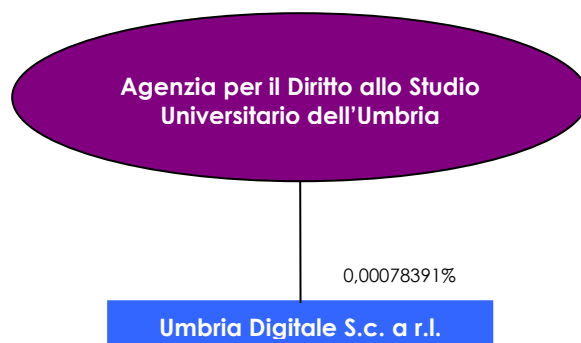 Agenzia per il Diritto allo Studio
Universitario dell’Umbria
0,00078391%
Umbria Digitale S.c. a r.l.